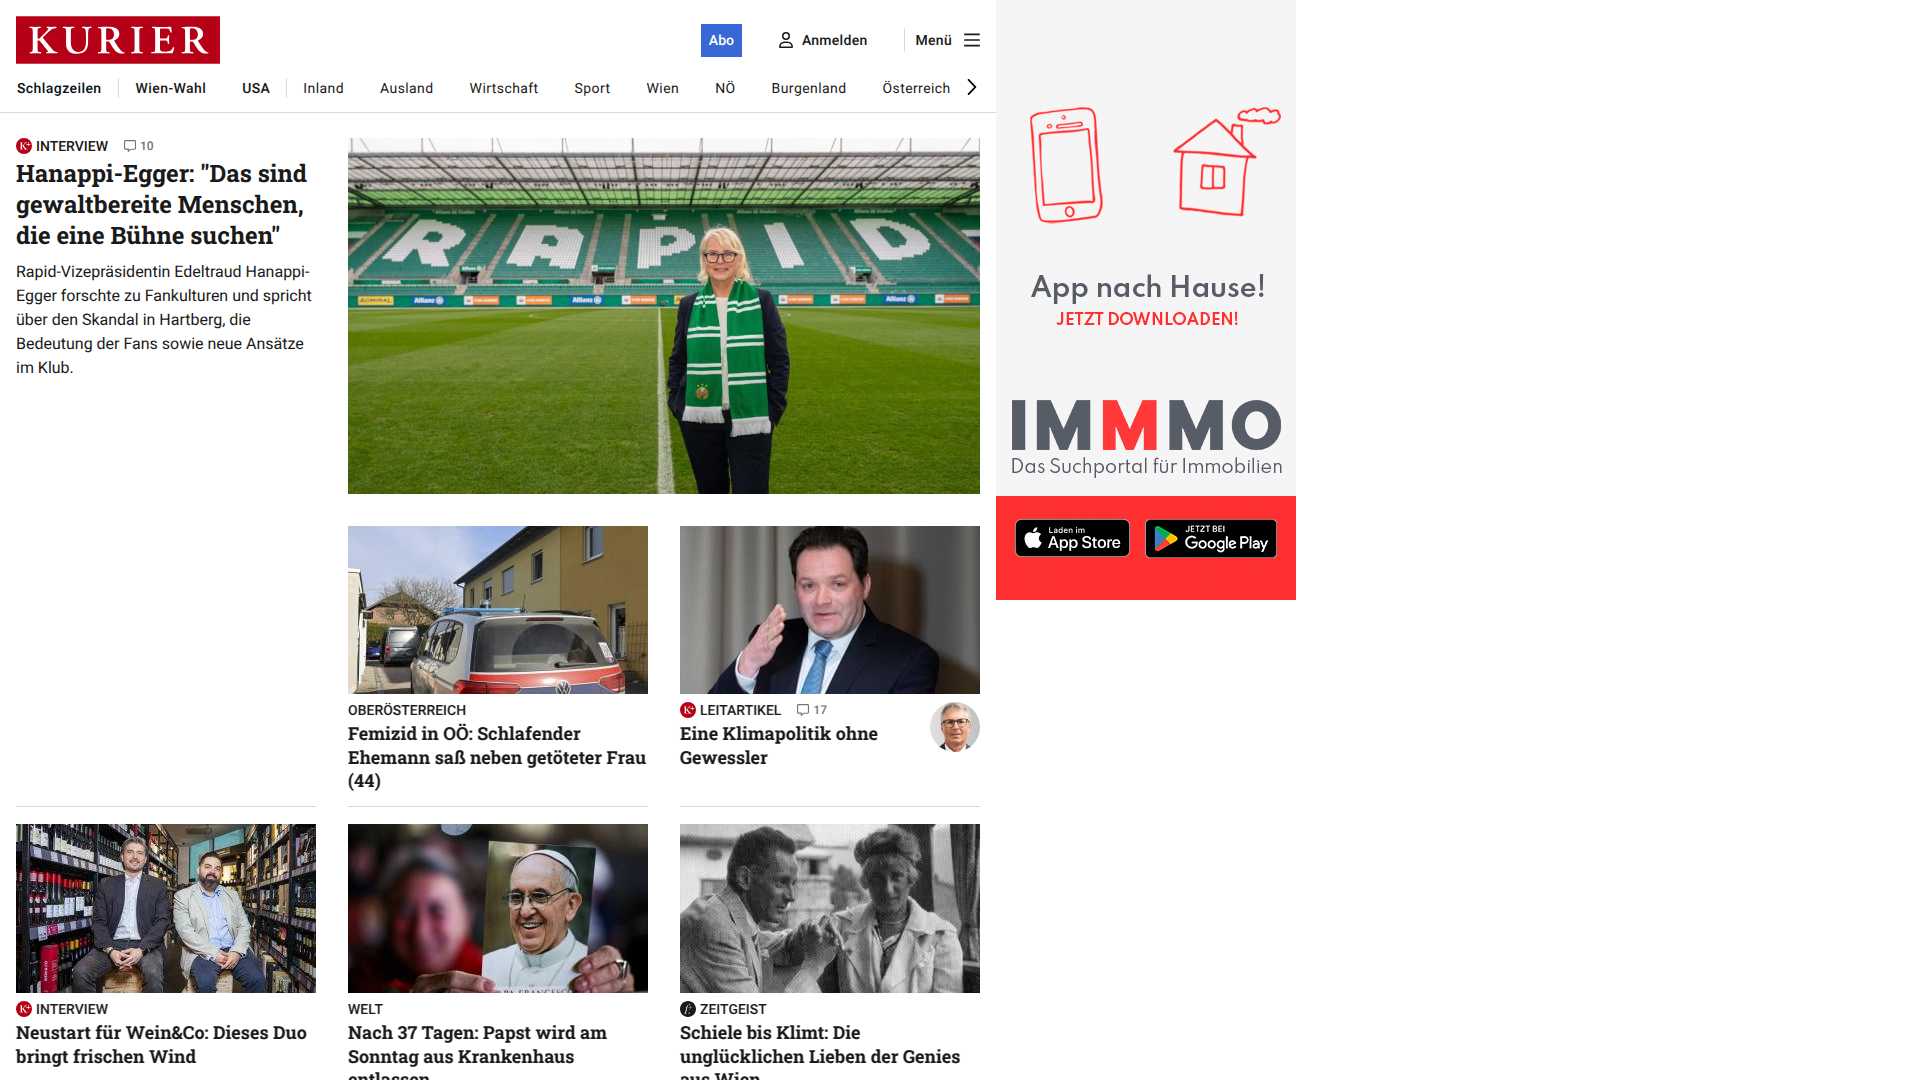 KURIER
Abo
Anmelden
Menü
Schlagzeilen
Wien-Wahl
USA
Inland
Ausland
Wirtschaft
Sport
Wien
NÖ
Burgenland
Österreich
INTERVIEW 10
Hanappi-Egger: "Das sind
gewaltbereite Menschen,
die eine Bühne suchen"
Rapid-Vizepräsidentin Edeltraud Hanappi-
Egger forschte zu Fankulturen und spricht
über den Skandal in Hartberg, die
Bedeutung der Fans sowie neue Ansätze
im Klub.
RAPID
OBERÖSTERREICH
Femizid in OÖ: Schlafender
Ehemann saß neben getöteter Frau
(44)
LEITARTIKEL 17
Eine Klimapolitik ohne
Gewessler
INTERVIEW
Neustart für Wein&Co: Dieses Duo
bringt frischen Wind
WELT
Nach 37 Tagen: Papst wird am
Sonntag aus Krankenhaus
entlassen
ZEITGEIST
Schiele bis Klimt: Die
unglücklichen Lieben der Genies
aus Wien
App nach Hause!
JETZT DOWNLOADEN!
IMMMO
Das Suchportal für Immobilien
Laden im
App Store
JETZT BEI
Google Play